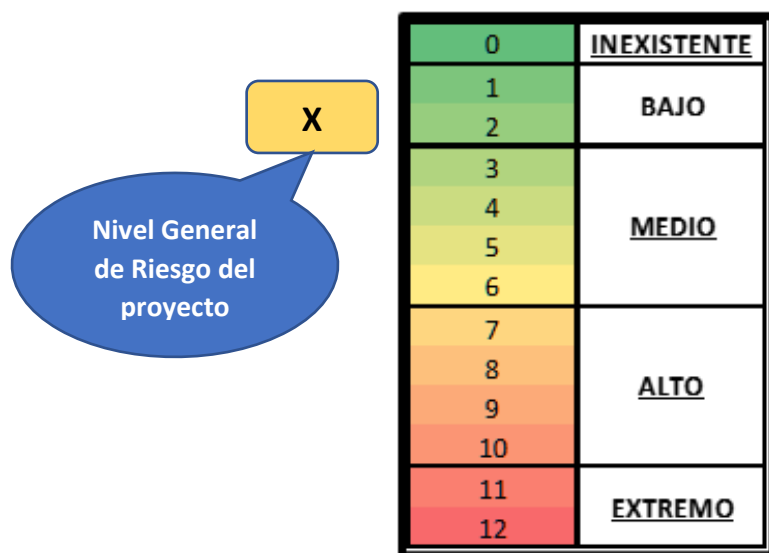 X
Nivel General
de Riesgo del
proyecto
0 INEXISTENTE
1
2
BAJO
3
4
5
6
MEDIO
7
8
9
10
ALTO
11
12
EXTREMO